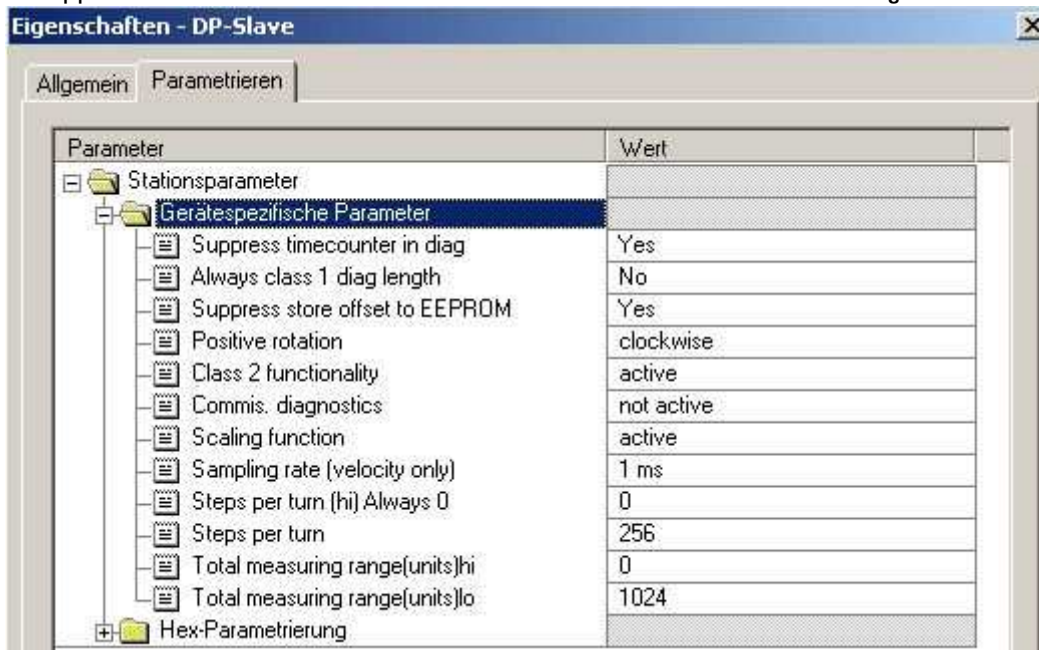 Eigenschaften - DP-Slave
Allgemein Parametrieren
Parameter Wert
Stationsparameter
Gerätespezifische Parameter
Suppress timecounter in diag Yes
Always class 1 diag length No
Suppress store offset to EEPROM Yes
Positive rotation clockwise
Class 2 functionality active
Commis. diagnostics not active
Scaling function active
Sampling rate (velocity only) 1 ms
Steps per turn (hi) Always 0 0
Steps per turn 256
Total measuring range(units)hi 0
Total measuring range(units)lo 1024
Hex-Parametrierung